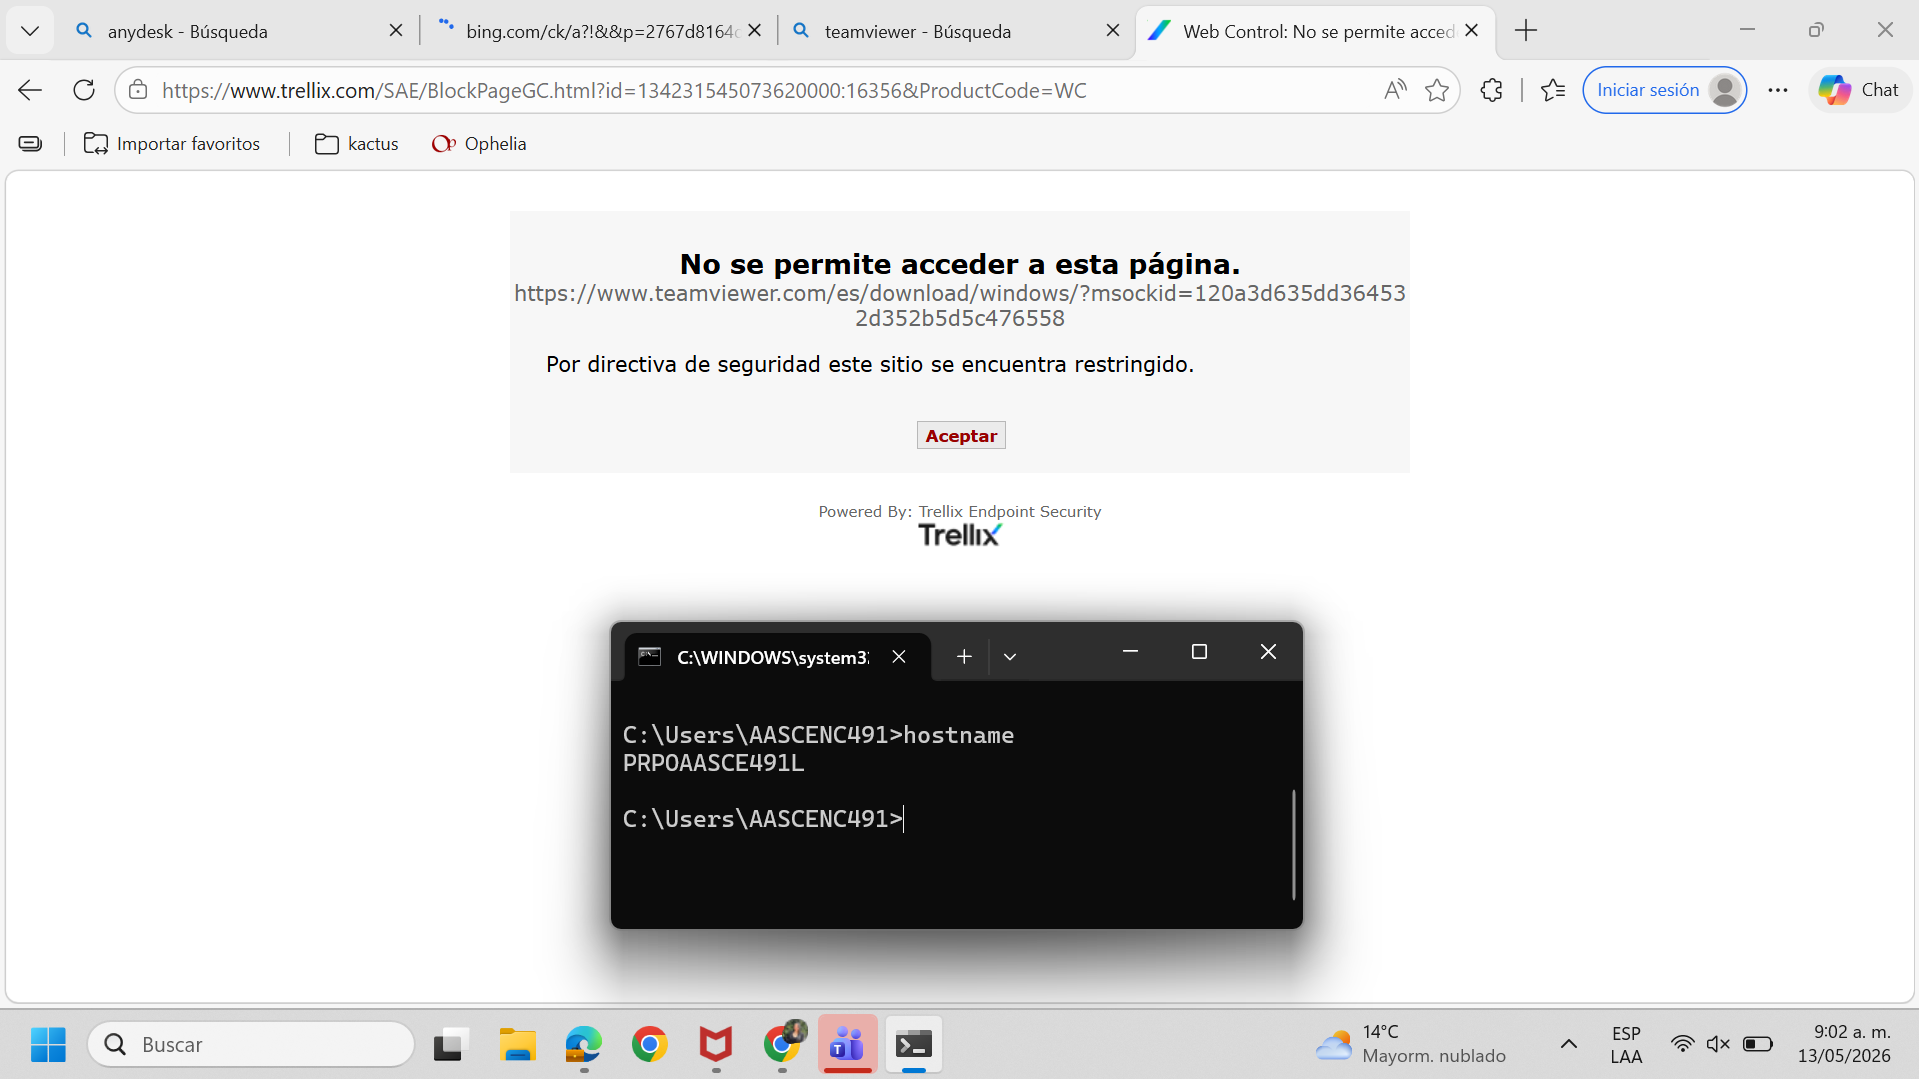 anydesk - Búsqueda
bing.com/ck/a?!&&p=2767d8164
teamviewer - Búsqueda
Web Control: No se permite acced
https://www.trellix.com/SAE/BlockPageGC.html?id=134231545073620000:16356&ProductCode=WC
Iniciar sesión
Chat
Importar favoritos
kactus
Ophelia
No se permite acceder a esta página.
https://www.teamviewer.com/es/download/windows/?msockid=120a3d635dd36453
2d352b5d5c476558
Por directiva de seguridad este sitio se encuentra restringido.
Aceptar
Powered By: Trellix Endpoint Security
Trellix
C:\WINDOWS\system32
C:\Users\AASCENC491>hostname
PRPOAASCE491L
C:\Users\AASCENC491>
Buscar
14°C
Mayorm. nublado
ESP
LAA
9:02 a. m.
13/05/2026